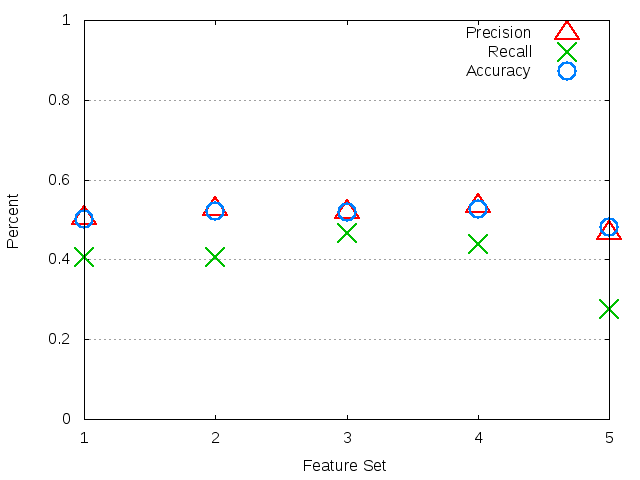 1
Precision
Recall
Accuracy
0.8
0.6
Percent
0.4
0.2
0
1 2 3 4 5
Feature Set